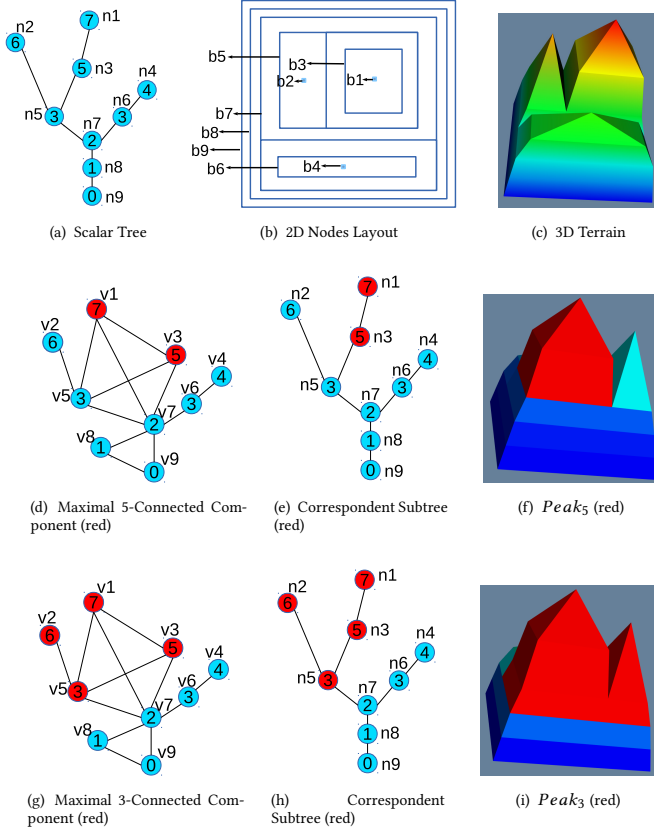 n2
n1
7
6
n3
5
n4
4
n6
n5 3
3
n7
2
1 n8
0 n9
b5
b3
b2
b1
b7
b8
b9
b6
b4
(a) Scalar Tree
(b) 2D Nodes Layout
(c) 3D Terrain
v1
7
v2
6
v3
5
v4
4
v6
v5 3
3
v7
2
v8
1
v9
0
n2
n1
7
6
5 n3
n4
4
n6
n5 3
3
n7
2
1 n8
0 n9
(d) Maximal 5-Connected Com-
ponent (red)
(e) Correspondent Subtree
(red)
(f) Peak5 (red)
v1
7
v2
6
v3
5
v4
4
v6
v5 3
3
v7
2
v8
1
v9
0
n2
n1
7
6
5 n3
n4
4
n6
n5 3
3
n7
2
1 n8
0 n9
(g) Maximal 3-Connected Com-
ponent (red)
(h) Correspondent
Subtree (red)
(i) Peak3 (red)